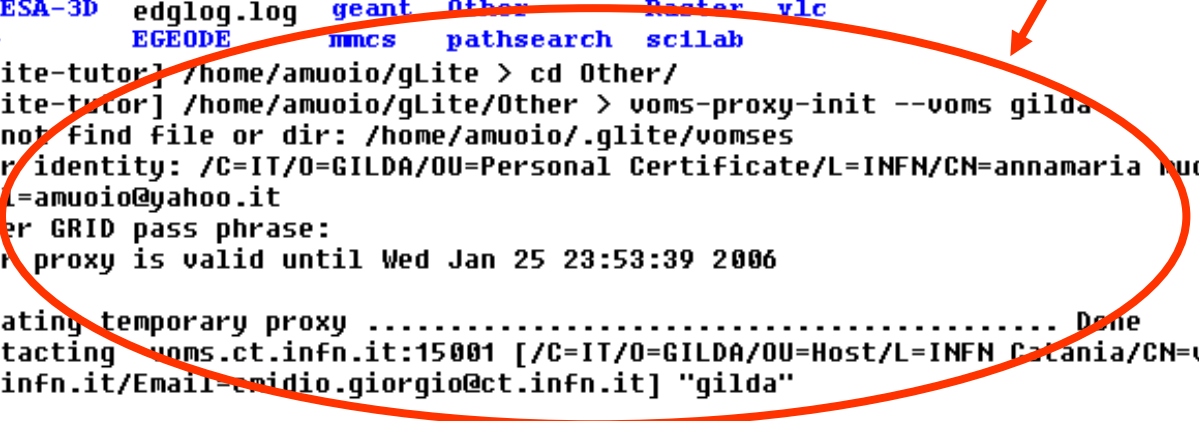 ESA-3D edglog.log geant Other Raster vlc
EGEODE mmcs pathsearch scilab
ite-tutor] /home/amuoio/gLite > cd Other/
ite-tutor] /home/amuoio/gLite/Other > voms-proxy-init --voms gilda
not find file or dir: /home/amuoio/.glite/vomses
r identity: /C=IT/O=GILDA/OU=Personal Certificate/L=INFN/CN=annamaria muo
l=amuoio@yahoo.it
er GRID pass phrase:
r proxy is valid until Wed Jan 25 23:53:39 2006
ating temporary proxy ........................................... Done
tacting voms.ct.infn.it:15001 [/C=IT/O=GILDA/OU=Host/L=INFN Catania/CN=v
infn.it/Email=emidio.giorgio@ct.infn.it] "gilda"